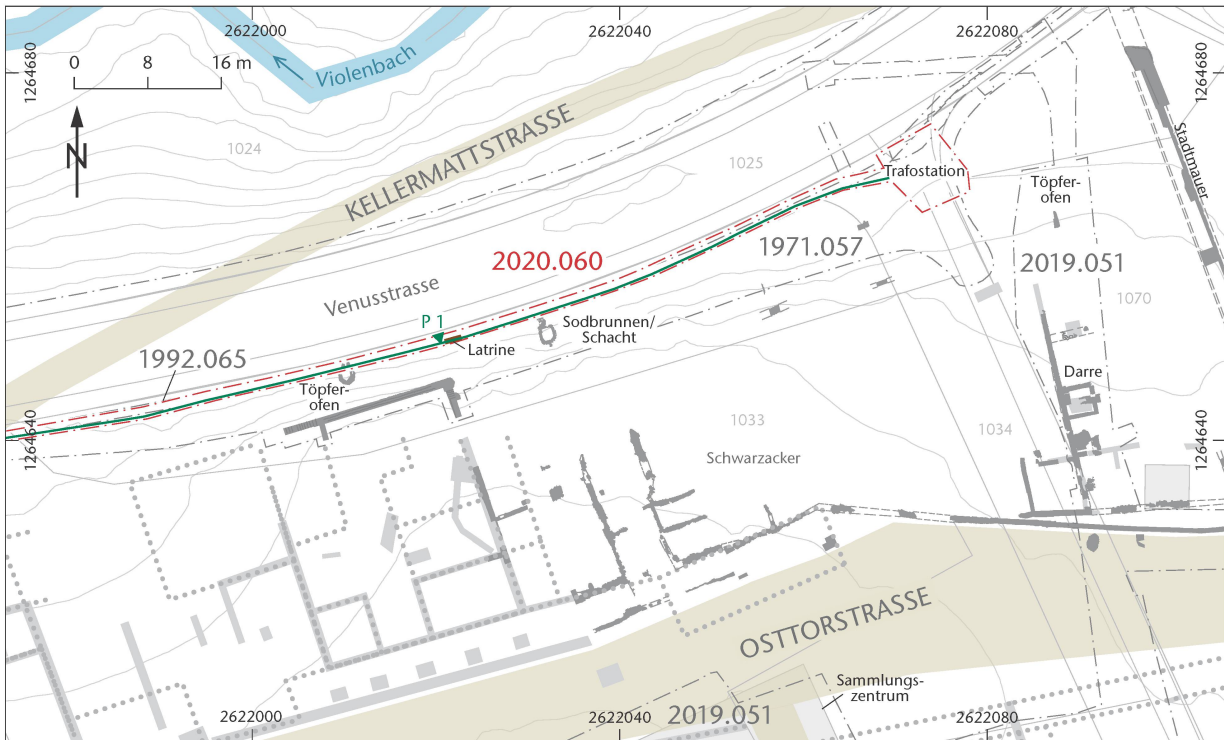 2622000
2622040
2622080
0
8
16 m
Violenbach
1264680
1264680
N
KELLERMATTSTRASSE
1024
1025
Stadtmauer
Trafostation
Töpfer-
ofen
2020.060
1971.057
2019.051
Venusstrasse
1070
P 1
Sodbrunnen/
Schacht
Latrine
1992.065
Töpfer-
ofen
Darre
1264640
1033
1034
1264640
Schwarzacker
OSTTORSTRASSE
Sammlungs-
zentrum
2622000
2622040
2019.051
2622080